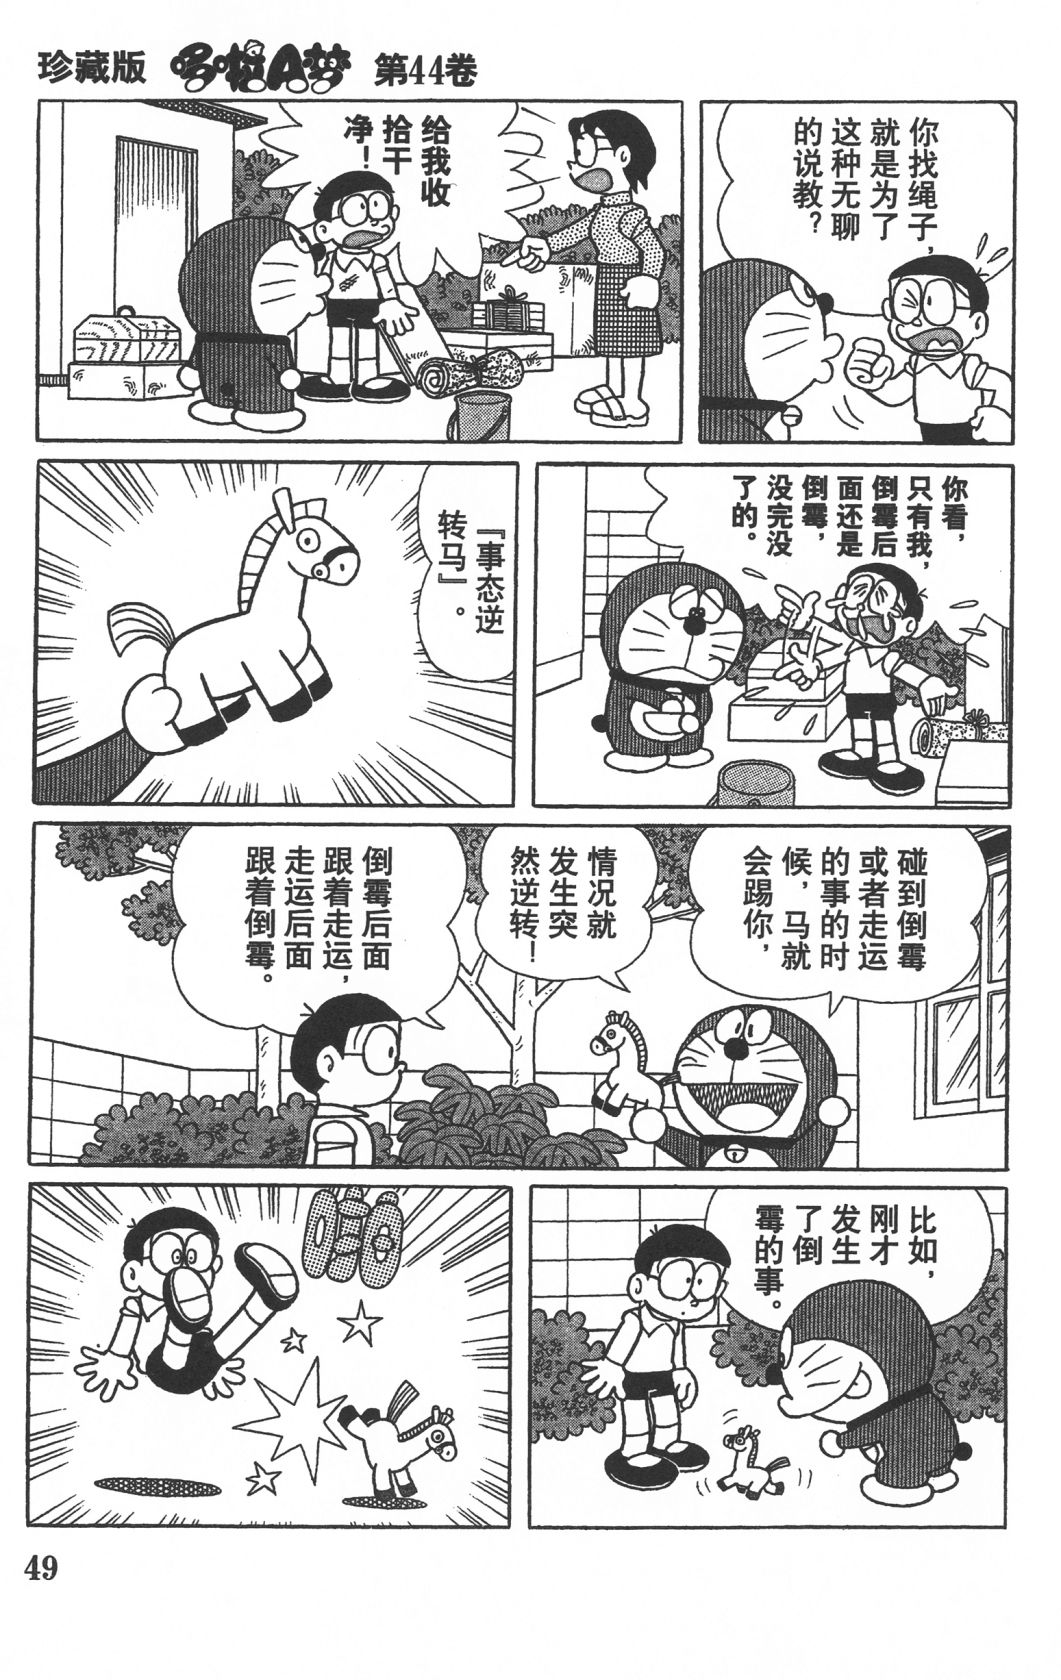 珍藏版 哆啦A梦 第44卷
你找绳子，
就是为了
这种无聊
的说教？
给我收
拾干
净！
你看，
只有我，
倒霉后
面还是
倒霉，
没完没
了的。
『事态逆
转马』。
碰到倒霉
或者走运
的事的时
候，马就
会踢你，
情况就
发生突
然逆转！
倒霉后面
跟着走运，
走运后面
跟着倒霉。
比如，
刚才
发生
了倒
霉的事。
咱
49